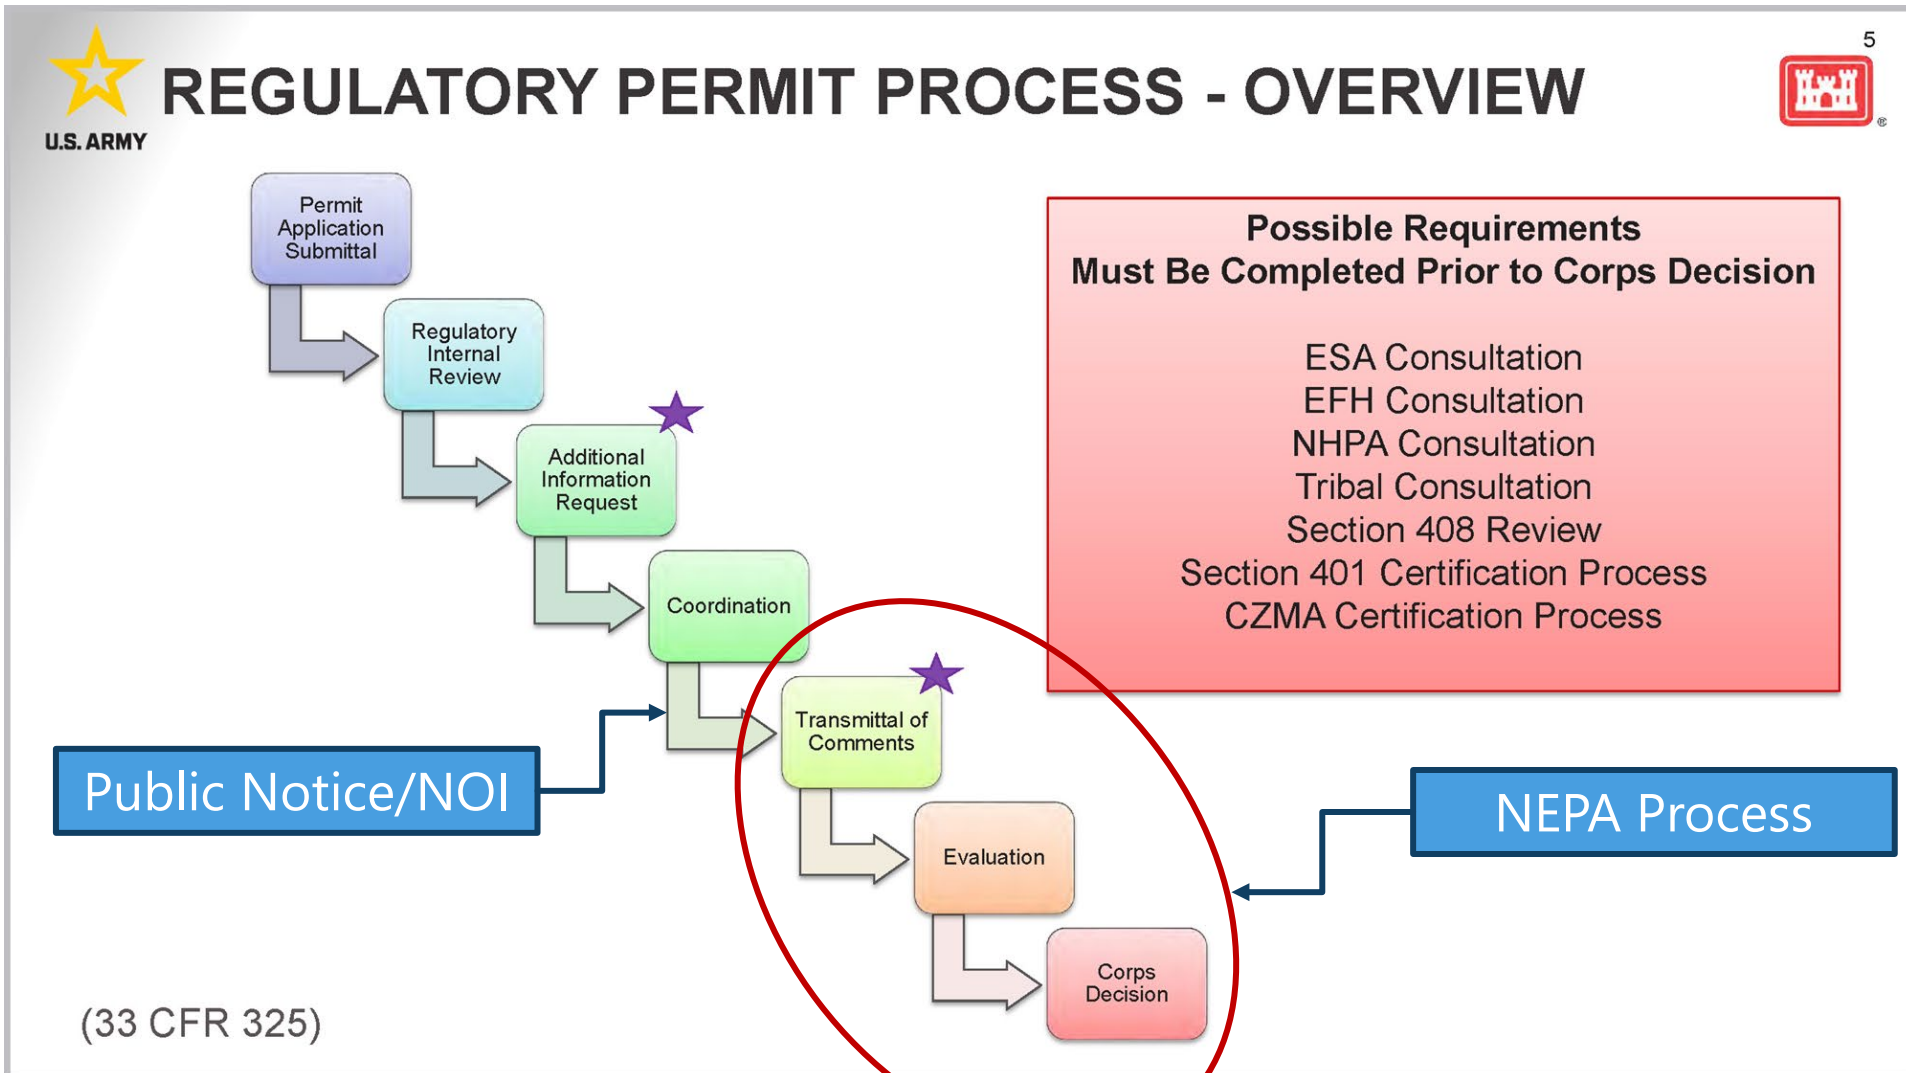 5
REGULATORY PERMIT PROCESS - OVERVIEW
U.S. ARMY
®
Permit
Application
Submittal
Regulatory
Internal
Review
Additional
Information
Request
Coordination
Transmittal of
Comments
Evaluation
Corps
Decision
Possible Requirements
Must Be Completed Prior to Corps Decision
ESA Consultation
EFH Consultation
NHPA Consultation
Tribal Consultation
Section 408 Review
Section 401 Certification Process
CZMA Certification Process
Public Notice/NOI
NEPA Process
(33 CFR 325)